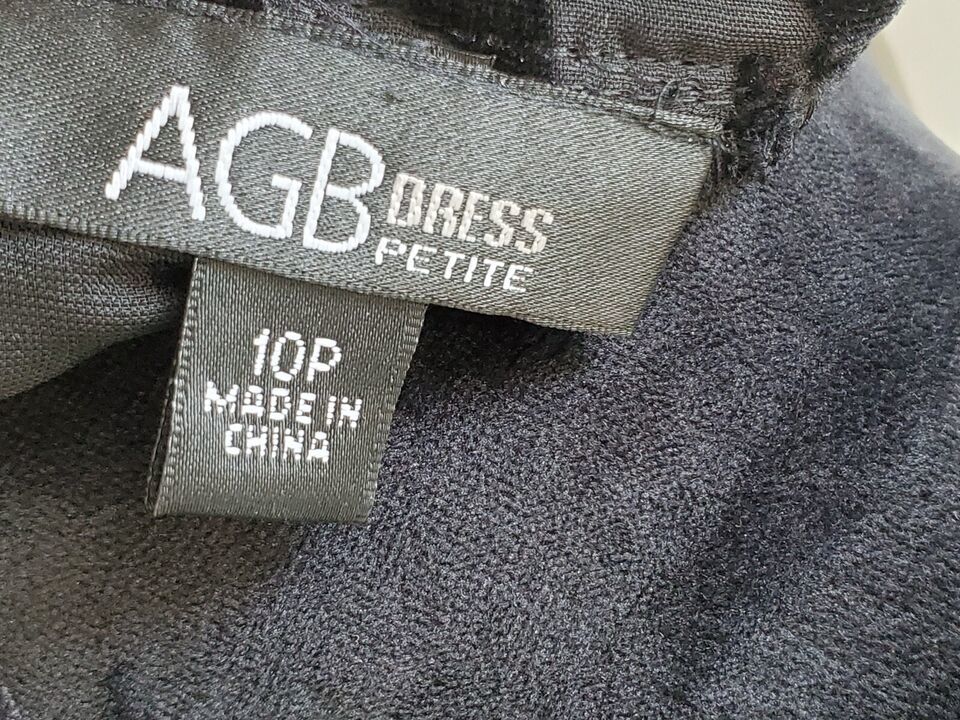 AGB DRESS
PETITE
10P
MADE IN
CHINA